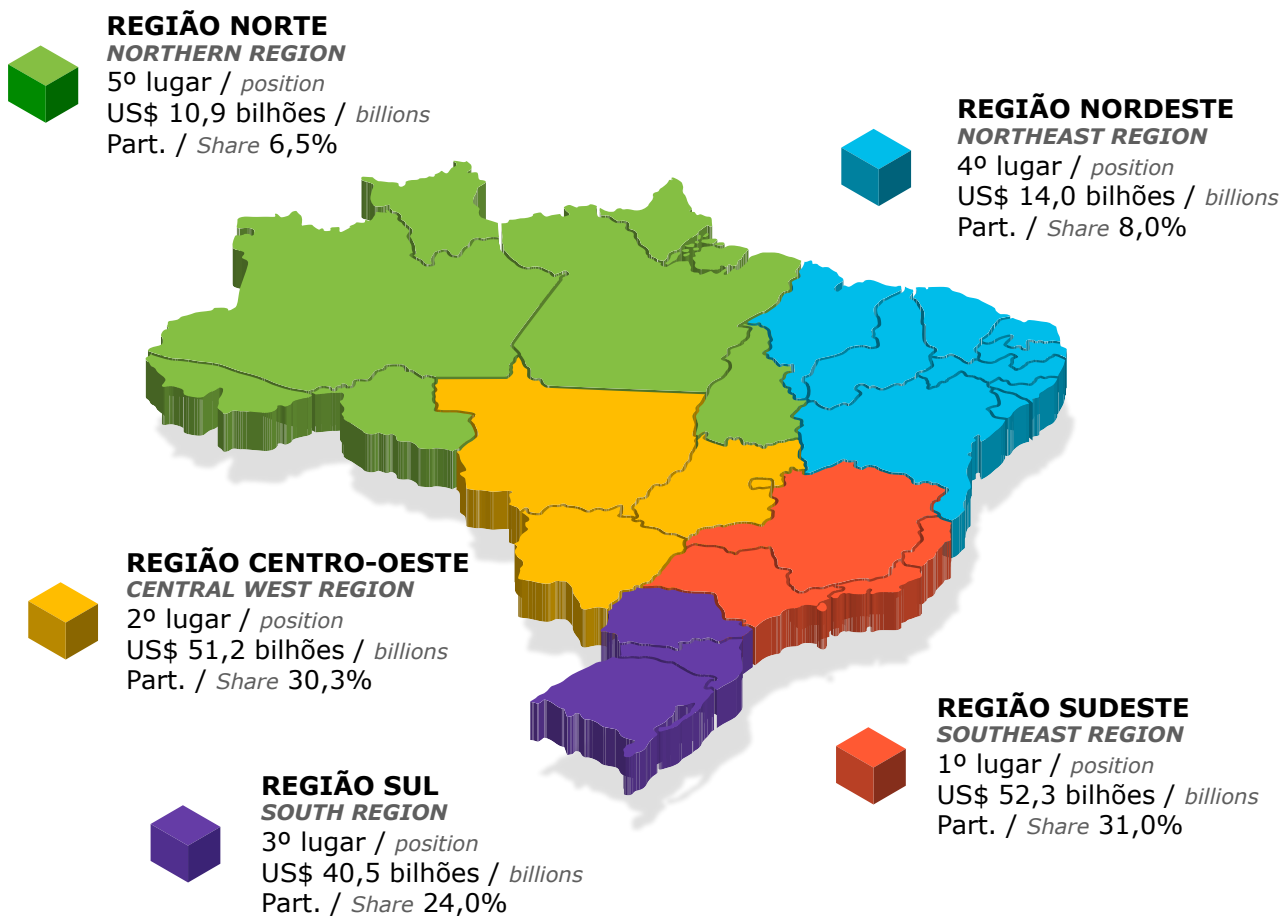 REGIÃO NORTE
NORTHERN REGION
5º lugar / position
US$ 10,9 bilhões / billions
Part. / Share 6,5%
REGIÃO NORDESTE
NORTHEAST REGION
4º lugar / position
US$ 14,0 bilhões / billions
Part. / Share 8,0%
REGIÃO CENTRO-OESTE
CENTRAL WEST REGION
2º lugar / position
US$ 51,2 bilhões / billions
Part. / Share 30,3%
REGIÃO SUDESTE
SOUTHEAST REGION
1º lugar / position
US$ 52,3 bilhões / billions
Part. / Share 31,0%
REGIÃO SUL
SOUTH REGION
3º lugar / position
US$ 40,5 bilhões / billions
Part. / Share 24,0%